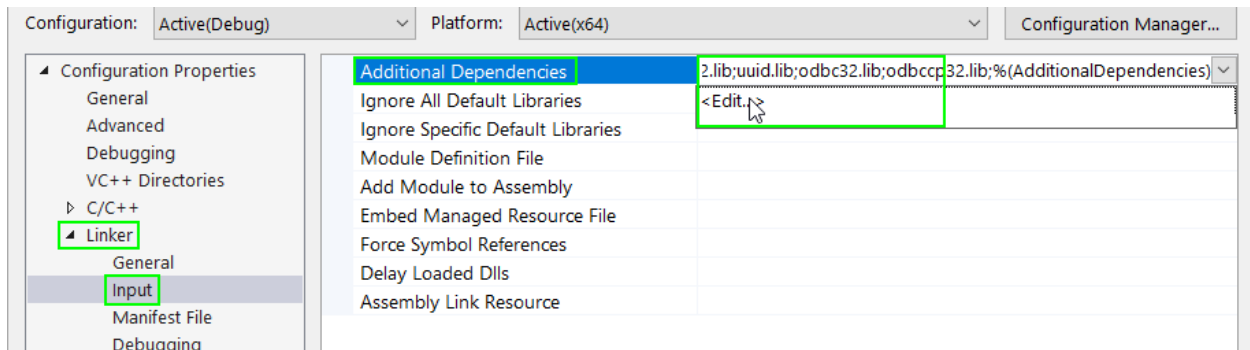 Configuration: Active(Debug) Platform: Active(x64) Configuration Manager...
Configuration Properties
General
Advanced
Debugging
VC++ Directories
C/C++
Linker
General
Input
Manifest File
Debugging
Additional Dependencies 2.lib;uuid.lib;odbc32.lib;odbccp32.lib;%(AdditionalDependencies)
Ignore All Default Libraries <Edit...>
Ignore Specific Default Libraries
Module Definition File
Add Module to Assembly
Embed Managed Resource File
Force Symbol References
Delay Loaded Dlls
Assembly Link Resource